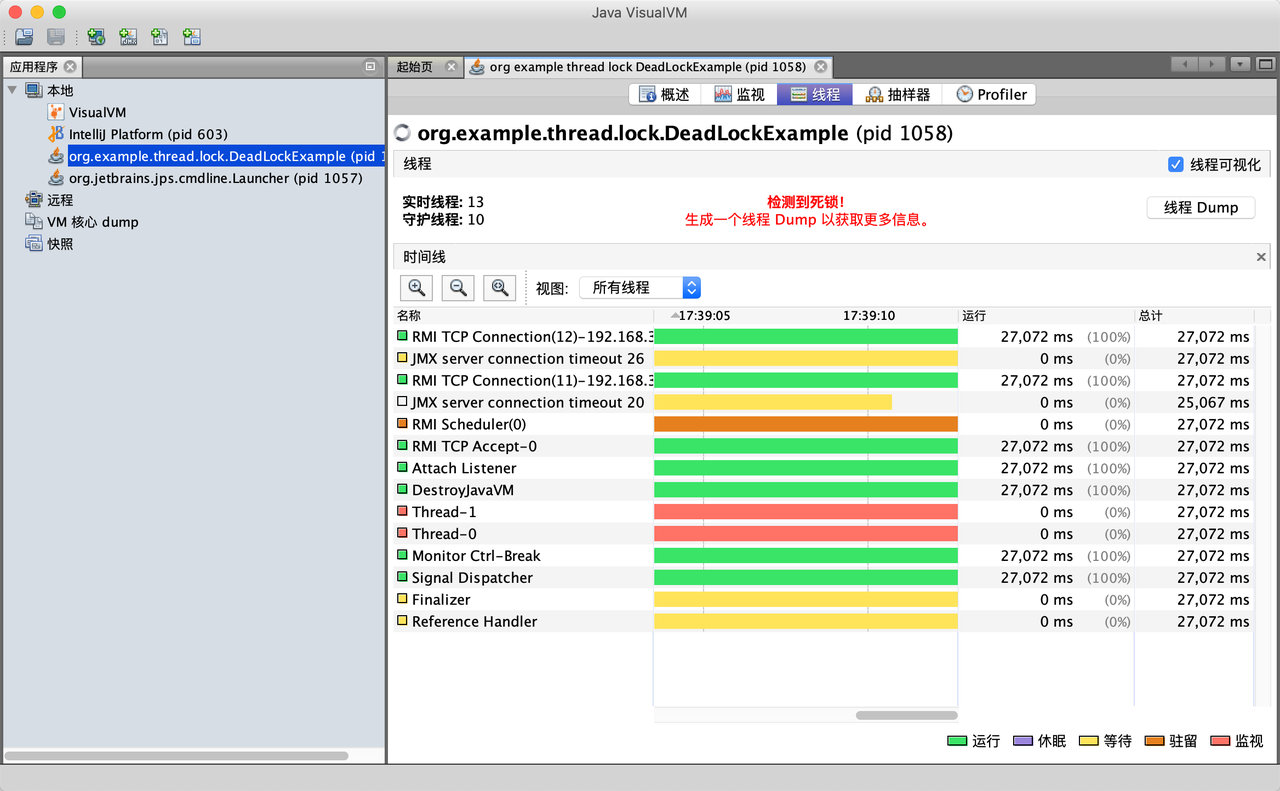 Java VisualVM
应用程序
本地
VisualVM
IntelliJ Platform (pid 603)
org.example.thread.lock.DeadLockExample (pid 1
org.jetbrains.jps.cmdline.Launcher (pid 1057)
远程
VM 核心 dump
快照
起始页
org example thread lock DeadLockExample (pid 1058)
概述 监视 线程 抽样器 Profiler
org.example.thread.lock.DeadLockExample (pid 1058)
线程 线程可视化
实时线程: 13
守护线程: 10
检测到死锁!
生成一个线程 Dump 以获取更多信息。
线程 Dump
时间线
视图: 所有线程
名称 17:39:05 17:39:10 运行 总计
RMI TCP Connection(12)-192.168.3 27,072 ms (100%) 27,072 ms
JMX server connection timeout 26 0 ms (0%) 27,072 ms
RMI TCP Connection(11)-192.168.3 27,072 ms (100%) 27,072 ms
JMX server connection timeout 20 0 ms (0%) 25,067 ms
RMI Scheduler(0) 0 ms (0%) 27,072 ms
RMI TCP Accept-0 27,072 ms (100%) 27,072 ms
Attach Listener 27,072 ms (100%) 27,072 ms
DestroyJavaVM 27,072 ms (100%) 27,072 ms
Thread-1 0 ms (0%) 27,072 ms
Thread-0 0 ms (0%) 27,072 ms
Monitor Ctrl-Break 27,072 ms (100%) 27,072 ms
Signal Dispatcher 27,072 ms (100%) 27,072 ms
Finalizer 0 ms (0%) 27,072 ms
Reference Handler 0 ms (0%) 27,072 ms
运行 休眠 等待 驻留 监视